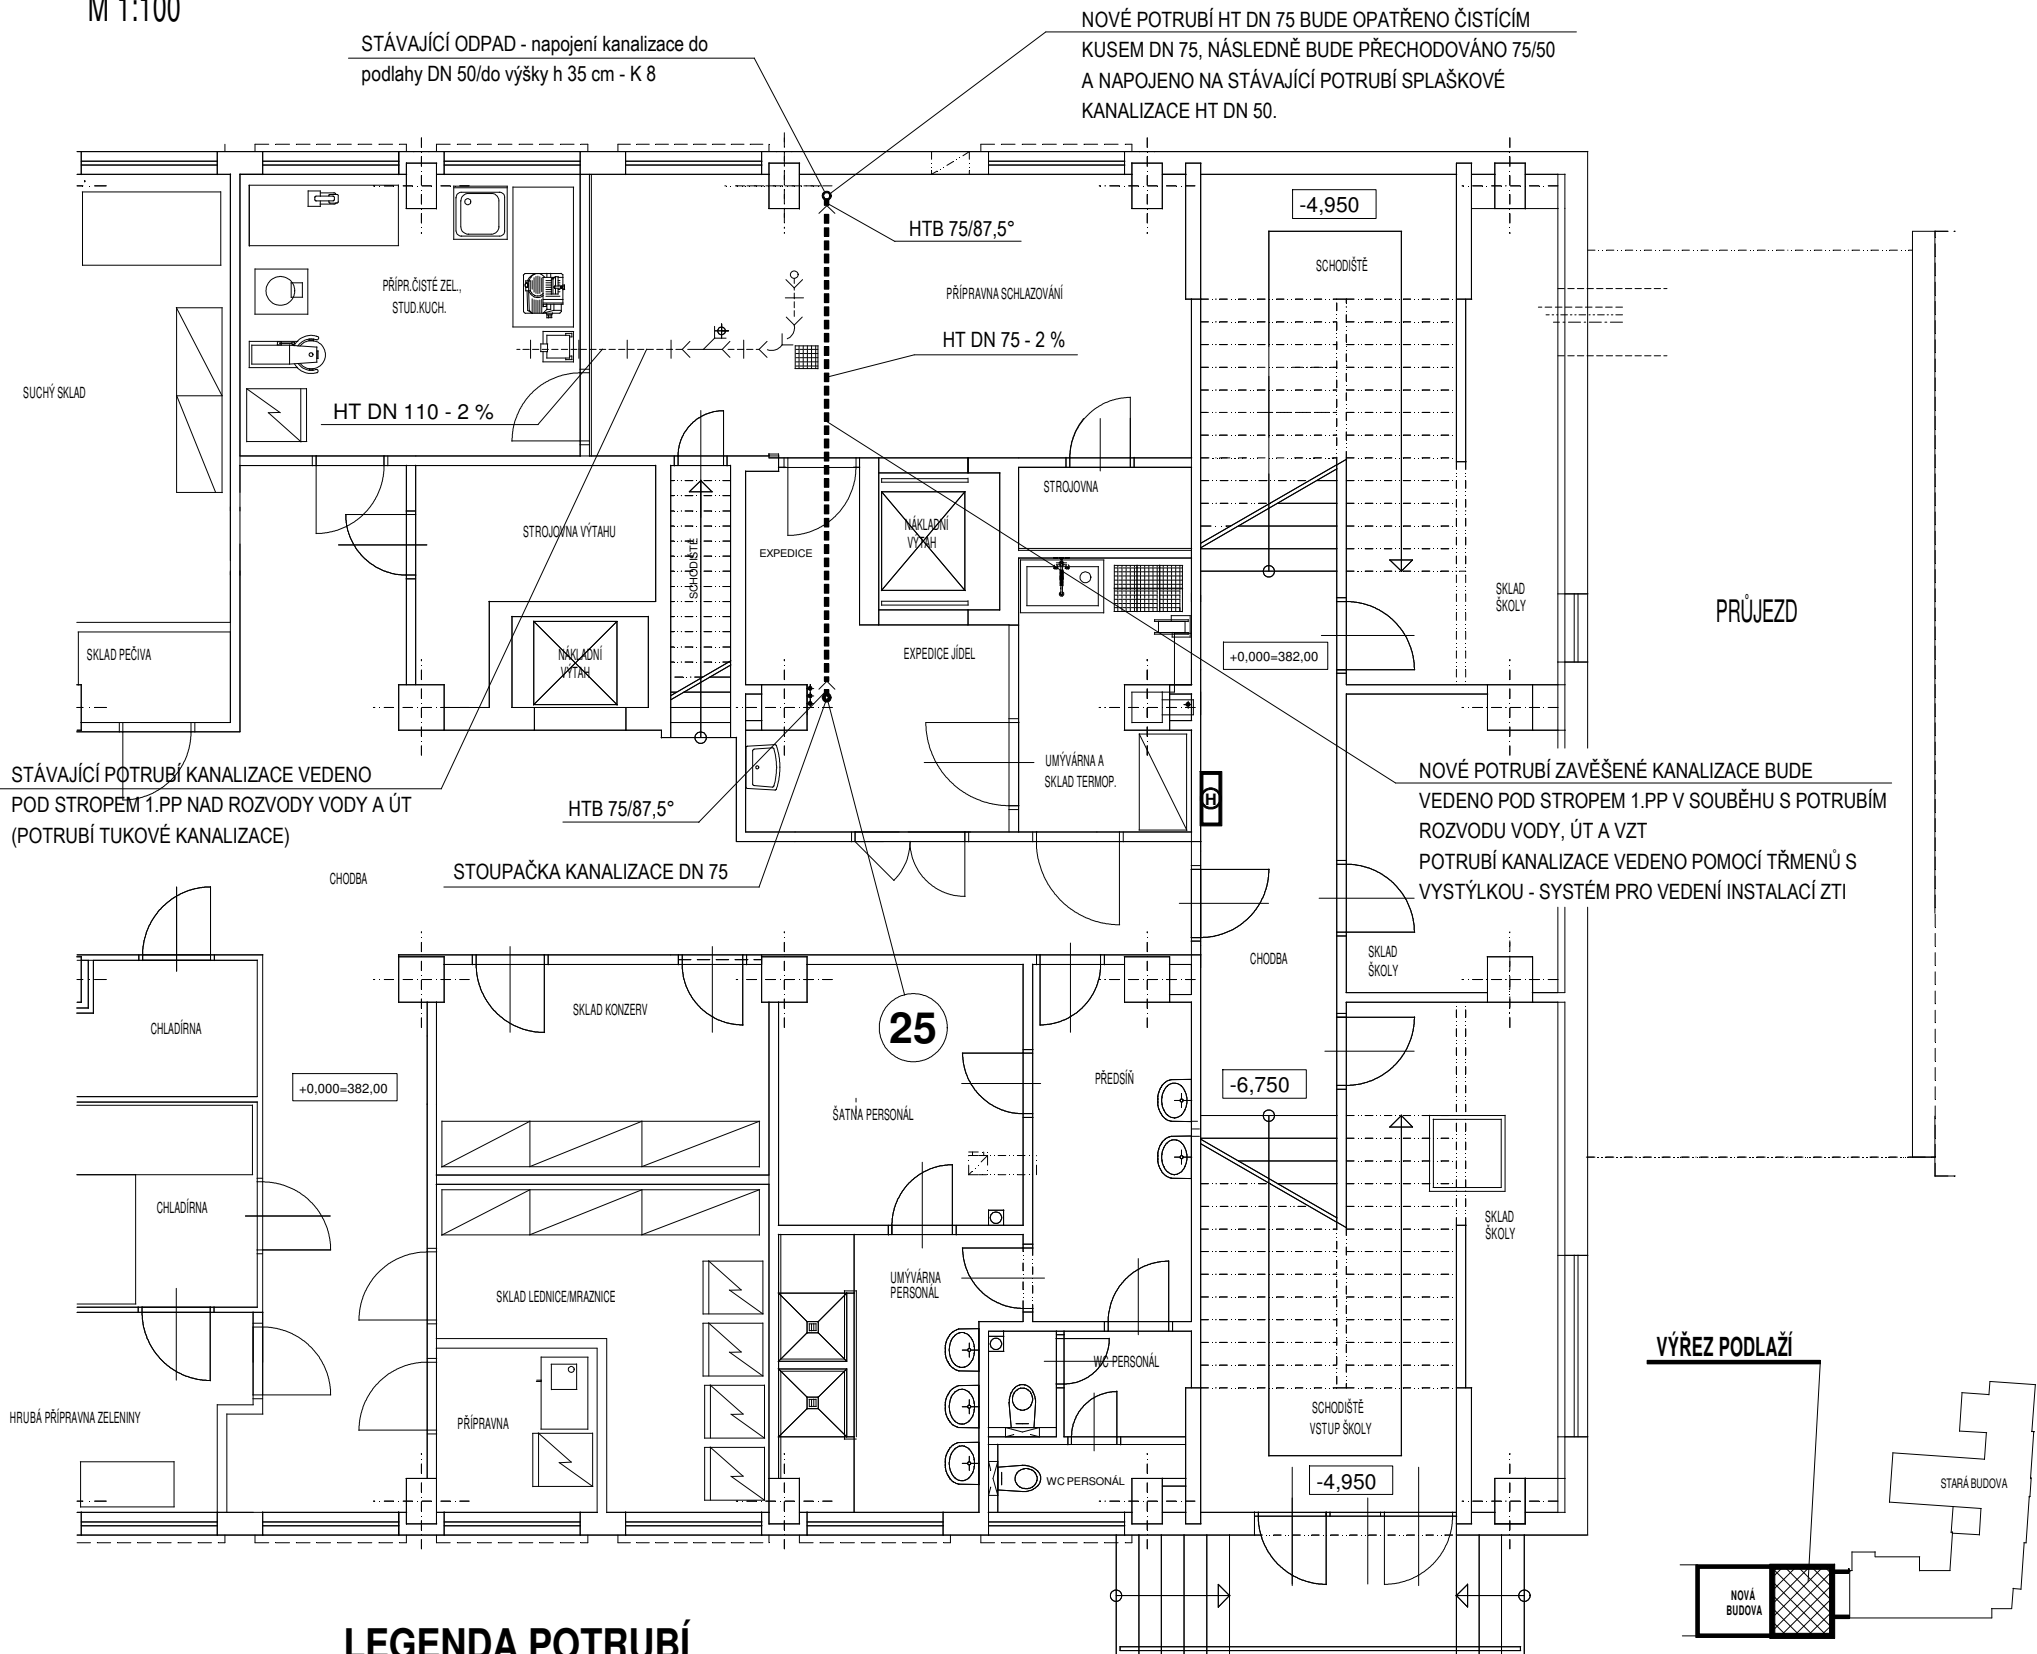 M 1:100
STÁVAJÍCÍ ODPAD - napojení kanalizace do
podlahy DN 50/do výšky h 35 cm - K 8
NOVÉ POTRUBÍ HT DN 75 BUDE OPATŘENO ČISTÍCÍM
KUSEM DN 75, NÁSLEDNĚ BUDE PŘECHODOVÁNO 75/50
A NAPOJENO NA STÁVAJÍCÍ POTRUBÍ SPLAŠKOVÉ
KANALIZACE HT DN 50.
-4,950
HTB 75/87,5°
SCHODIŠTĚ
PŘÍPR.ČISTÉ ZEL.,
STUD.KUCH.
PŘÍPRAVNA SCHLAZOVÁNÍ
HT DN 75 - 2 %
SUCHÝ SKLAD
HT DN 110 - 2 %
STROJOVNA
STROJOVNA VÝTAHU
NÁKLADNÍ
VÝTAH
SCHODIŠTĚ
EXPEDICE
SKLAD
ŠKOLY
PRŮJEZD
SKLAD PEČIVA
NÁKLADNÍ
VÝTAH
EXPEDICE JÍDEL
+0,000=382,00
UMÝVÁRNA A
SKLAD TERMOP.
STÁVAJÍCÍ POTRUBÍ KANALIZACE VEDENO
POD STROPEM 1.PP NAD ROZVODY VODY A ÚT
(POTRUBÍ TUKOVÉ KANALIZACE)
HTB 75/87,5°
H
NOVÉ POTRUBÍ ZAVĚŠENÉ KANALIZACE BUDE
VEDENO POD STROPEM 1.PP V SOUBĚHU S POTRUBÍM
ROZVODU VODY, ÚT A VZT
POTRUBÍ KANALIZACE VEDENO POMOCÍ TŘMENŮ S
VYSTÝLKOU - SYSTÉM PRO VEDENÍ INSTALACÍ ZTI
STOUPAČKA KANALIZACE DN 75
CHODBA
CHODBA
SKLAD
ŠKOLY
SKLAD KONZERV
25
CHLADÍRNA
+0,000=382,00
PŘEDSÍŇ
-6,750
ŠATNA PERSONÁL
CHLADÍRNA
SKLAD
ŠKOLY
UMÝVÁRNA
PERSONÁL
SKLAD LEDNICE/MRAZNICE
WC PERSONÁL
VÝŘEZ PODLAŽÍ
HRUBÁ PŘÍPRAVNA ZELENINY
PŘÍPRAVNA
SCHODIŠTĚ
VSTUP ŠKOLY
WC PERSONÁL
-4,950
STARÁ BUDOVA
NOVÁ
BUDOVA
LEGENDA POTRUBÍ